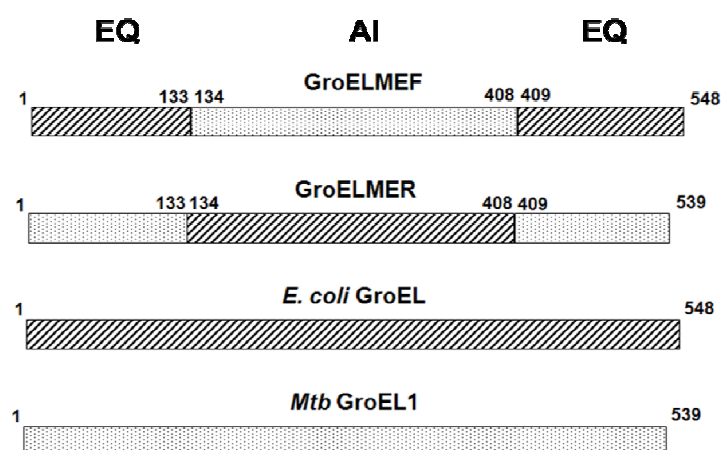 EQ AI EQ
GroELMEF
1 133 134 408 409 548
GroELMER
1 133 134 408 409 539
E. coli GroEL
1 548
Mtb GroEL1
1 539